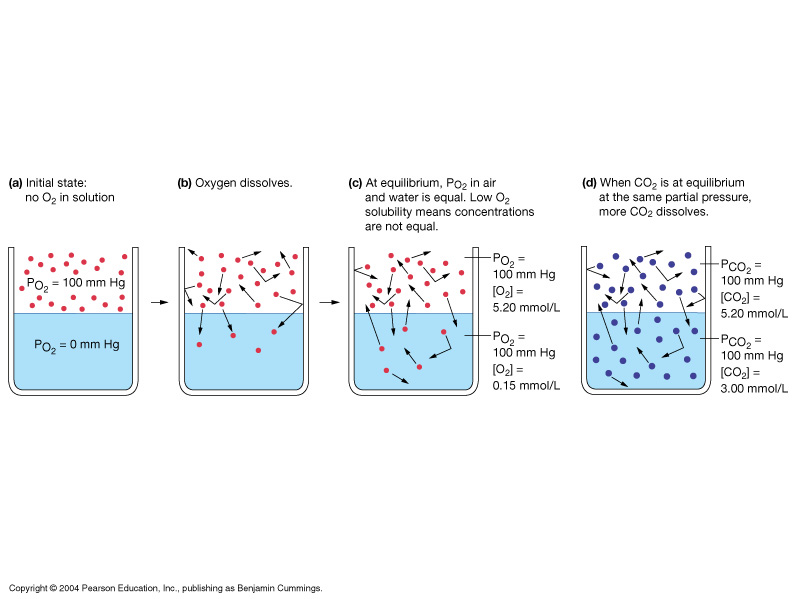 (a) Initial state:
no O2 in solution
(b) Oxygen dissolves.
(c) At equilibrium, PO2 in air
and water is equal. Low O2
solubility means concentrations
are not equal.
(d) When CO2 is at equilibrium
at the same partial pressure,
more CO2 dissolves.
PO2 = 100 mm Hg
PO2 = 0 mm Hg
PO2 =
100 mm Hg
[O2] =
5.20 mmol/L
PO2 =
100 mm Hg
[O2] =
0.15 mmol/L
PCO2 =
100 mm Hg
[CO2] =
5.20 mmol/L
PCO2 =
100 mm Hg
[CO2] =
3.00 mmol/L
Copyright © 2004 Pearson Education, Inc., publishing as Benjamin Cummings.